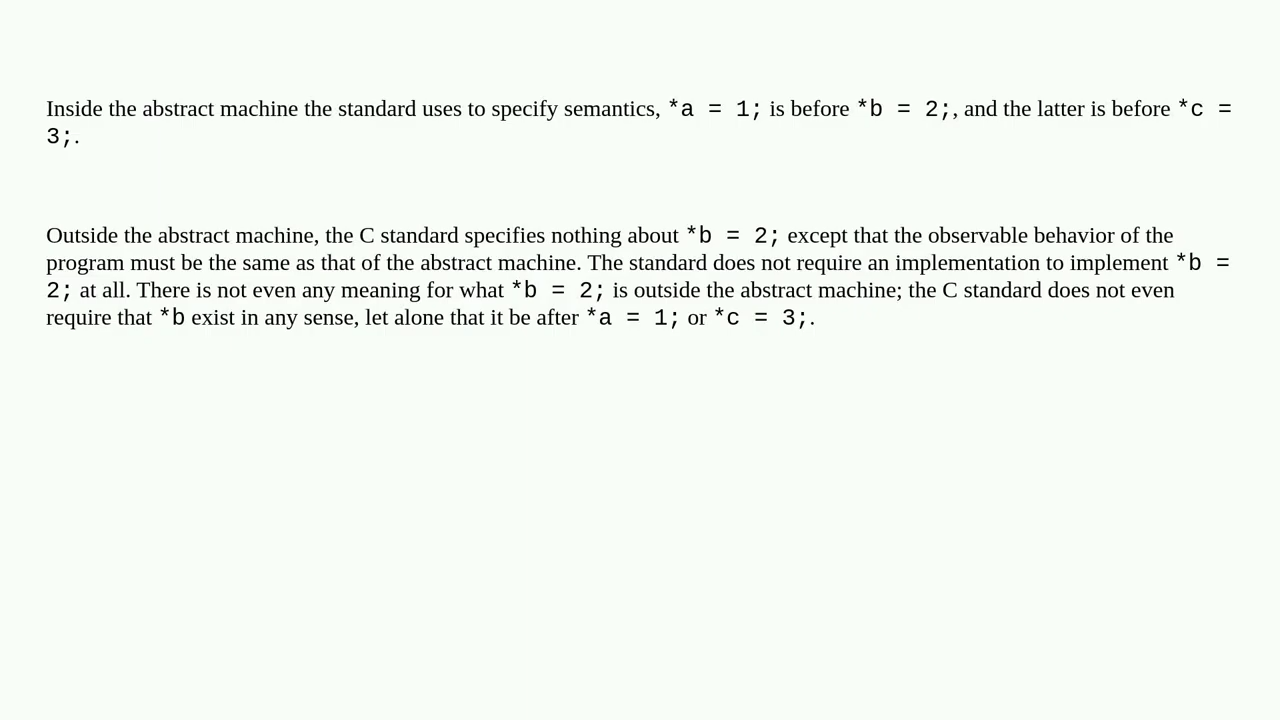 Inside the abstract machine the standard uses to specify semantics, *a = 1; is before *b = 2;, and the latter is before *c =
3;.
Outside the abstract machine, the C standard specifies nothing about *b = 2; except that the observable behavior of the
program must be the same as that of the abstract machine. The standard does not require an implementation to implement *b =
2; at all. There is not even any meaning for what *b = 2; is outside the abstract machine; the C standard does not even
require that *b exist in any sense, let alone that it be after *a = 1; or *c = 3;.